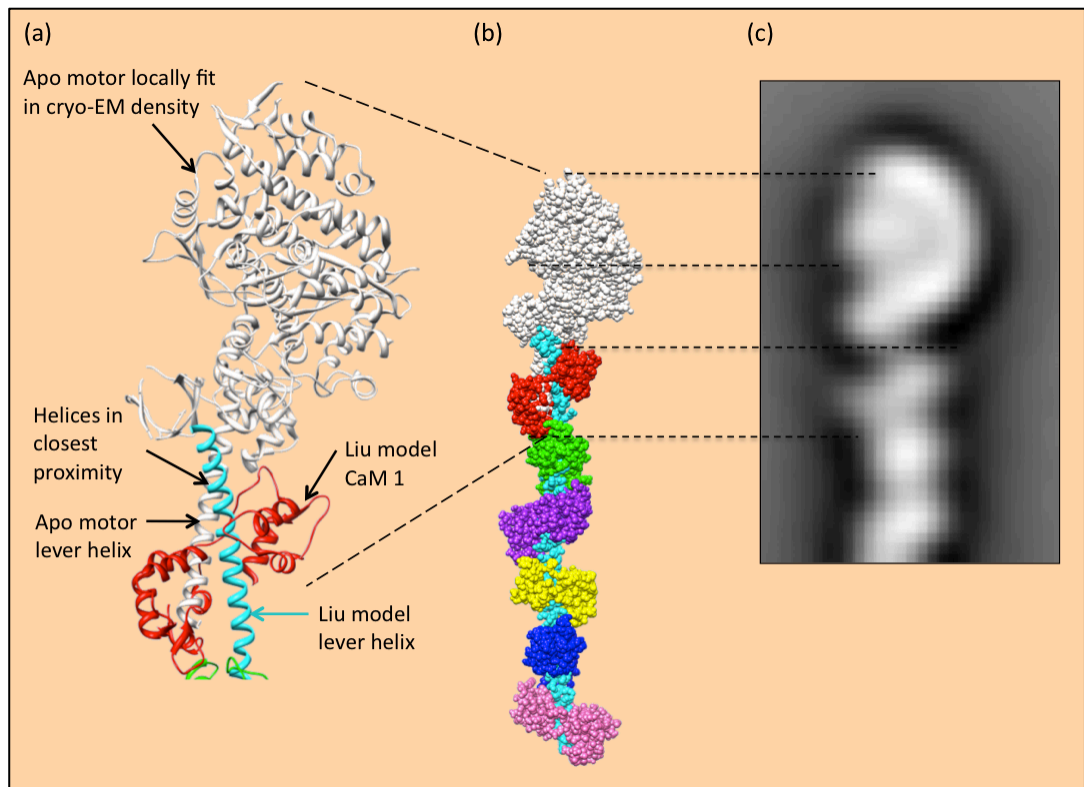 (a)
(b)
(c)
Apo motor locally fit
in cryo-EM density
Helices in
closest
proximity
Liu model
CaM 1
Apo motor
lever helix
Liu model
lever helix